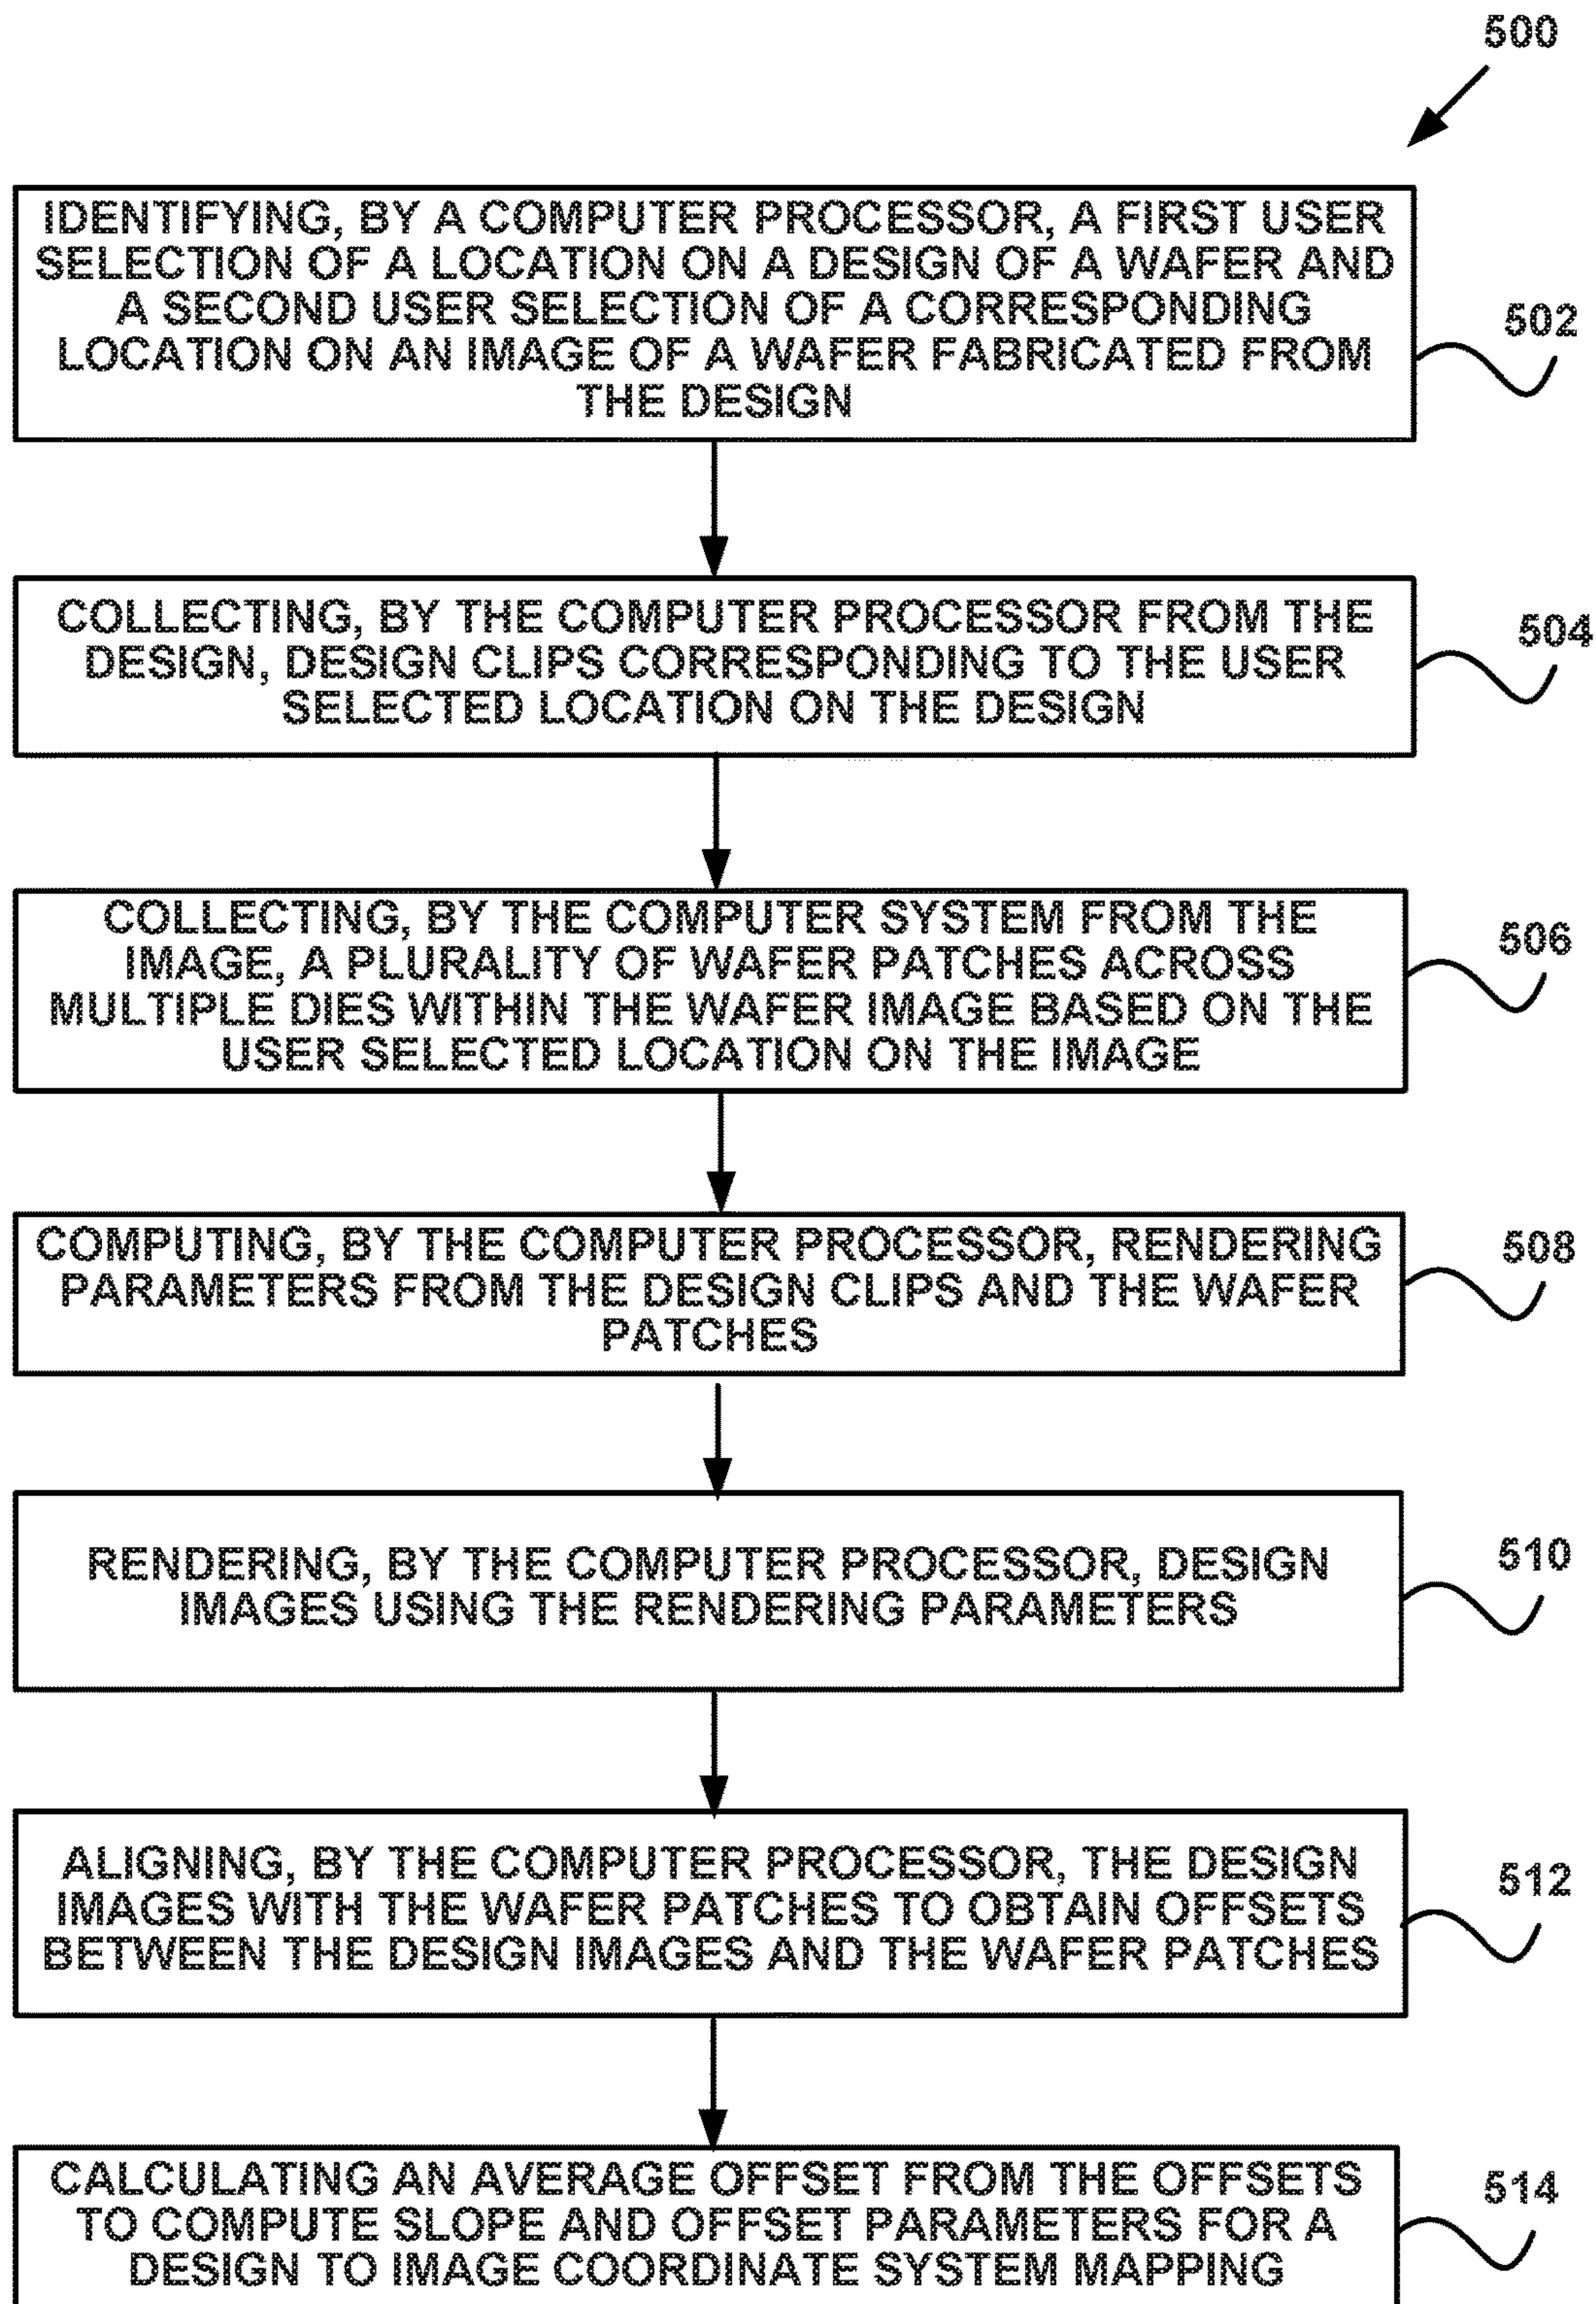 500
IDENTIFYING, BY A COMPUTER PROCESSOR, A FIRST USER
SELECTION OF A LOCATION ON A DESIGN OF A WAFER AND
A SECOND USER SELECTION OF A CORRESPONDING
LOCATION ON AN IMAGE OF A WAFER FABRICATED FROM
THE DESIGN
502
COLLECTING, BY THE COMPUTER PROCESSOR FROM THE
DESIGN, DESIGN CLIPS CORRESPONDING TO THE USER
SELECTED LOCATION ON THE DESIGN
504
COLLECTING, BY THE COMPUTER SYSTEM FROM THE
IMAGE, A PLURALITY OF WAFER PATCHES ACROSS
MULTIPLE DIES WITHIN THE WAFER IMAGE BASED ON THE
USER SELECTED LOCATION ON THE IMAGE
506
COMPUTING, BY THE COMPUTER PROCESSOR, RENDERING
PARAMETERS FROM THE DESIGN CLIPS AND THE WAFER
PATCHES
508
RENDERING, BY THE COMPUTER PROCESSOR, DESIGN
IMAGES USING THE RENDERING PARAMETERS
510
ALIGNING, BY THE COMPUTER PROCESSOR, THE DESIGN
IMAGES WITH THE WAFER PATCHES TO OBTAIN OFFSETS
BETWEEN THE DESIGN IMAGES AND THE WAFER PATCHES
512
CALCULATING AN AVERAGE OFFSET FROM THE OFFSETS
TO COMPUTE SLOPE AND OFFSET PARAMETERS FOR A
DESIGN TO IMAGE COORDINATE SYSTEM MAPPING
514